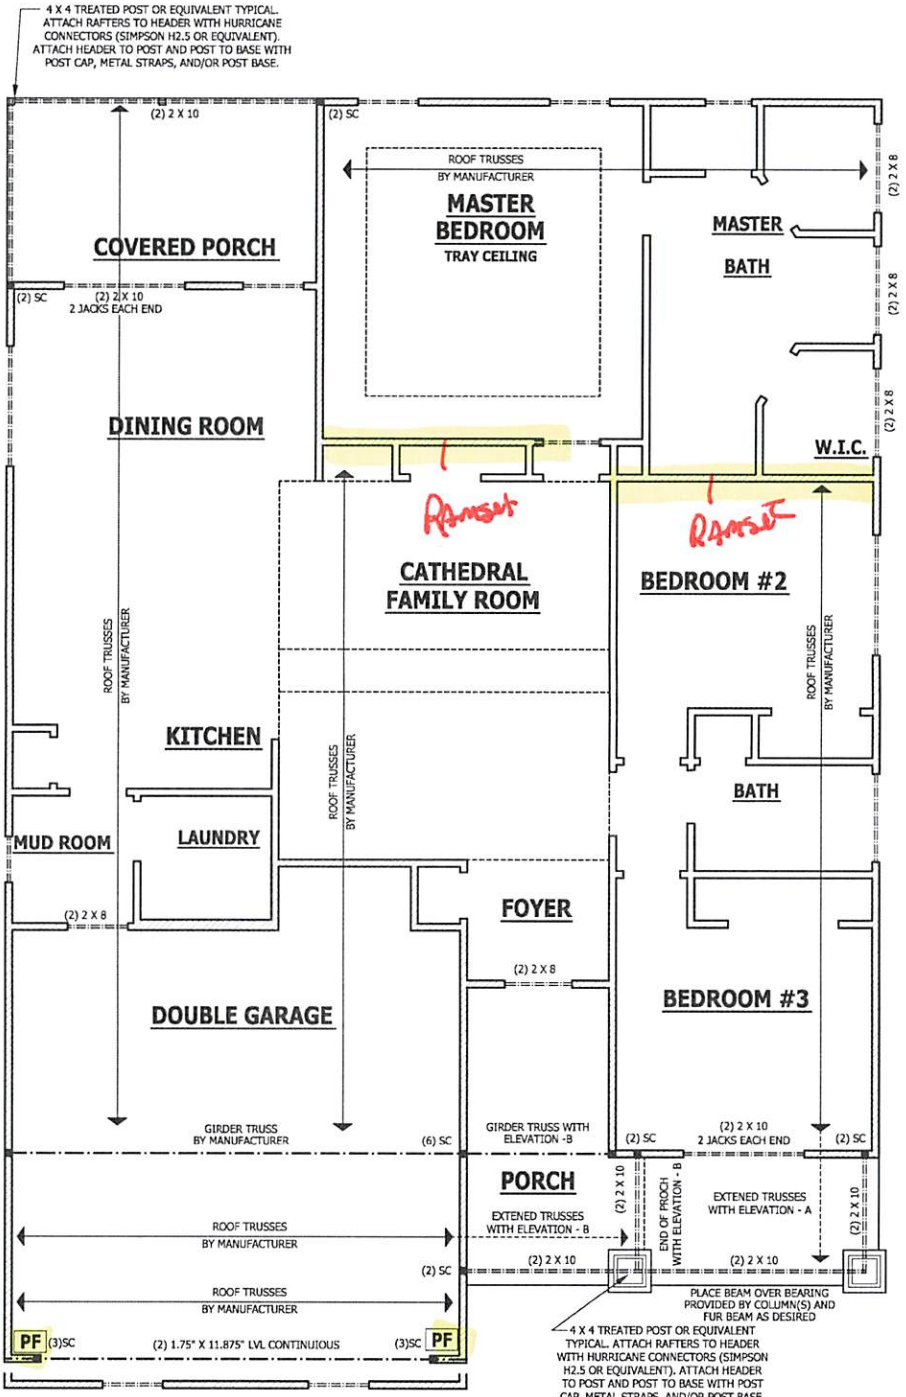 4 X 4 TREATED POST OR EQUIVALENT TYPICAL.
ATTACH RAFTERS TO HEADER WITH HURRICANE
CONNECTORS (SIMPSON H2.5 OR EQUIVALENT).
ATTACH HEADER TO POST AND POST TO BASE WITH
POST CAP, METAL STRAPS, AND/OR POST BASE.
(2) 2 X 10
(2) SC
ROOF TRUSSES
BY MANUFACTURER
(2) 2 X 8
MASTER
BEDROOM
TRAY CEILING
MASTER
BATH
COVERED PORCH
(2) SC
(2) 2 X 10
2 JACKS EACH END
(2) 2 X 8
DINING ROOM
(2) 2 X 8
W.I.C.
Ramset
Ramset
CATHEDRAL
FAMILY ROOM
BEDROOM #2
ROOF TRUSSES
BY MANUFACTURER
ROOF TRUSSES
BY MANUFACTURER
KITCHEN
ROOF TRUSSES
BY MANUFACTURER
BATH
MUD ROOM
LAUNDRY
(2) 2 X 8
FOYER
(2) 2 X 8
BEDROOM #3
DOUBLE GARAGE
GIRDER TRUSS
BY MANUFACTURER
(6) SC
GIRDER TRUSS WITH
ELEVATION -B
(2) SC
(2) 2 X 10
2 JACKS EACH END
(2) SC
PORCH
(2) 2 X 10
END OF PROCH
WITH ELEVATION - B
EXTENED TRUSSES
WITH ELEVATION - A
(2) 2 X 10
EXTENED TRUSSES
WITH ELEVATION - B
ROOF TRUSSES
BY MANUFACTURER
(2) SC
(2) 2 X 10
(2) 2 X 10
ROOF TRUSSES
BY MANUFACTURER
PLACE BEAM OVER BEARING
PROVIDED BY COLUMN(S) AND
FUR BEAM AS DESIRED
PF
(3)SC
(2) 1.75" X 11.875" LVL CONTINUIOUS
(3)SC
PF
4 X 4 TREATED POST OR EQUIVALENT
TYPICAL. ATTACH RAFTERS TO HEADER
WITH HURRICANE CONNECTORS (SIMPSON
H2.5 OR EQUIVALENT). ATTACH HEADER
TO POST AND POST TO BASE WITH POST
CAP, METAL STRAPS, AND/OR POST BASE